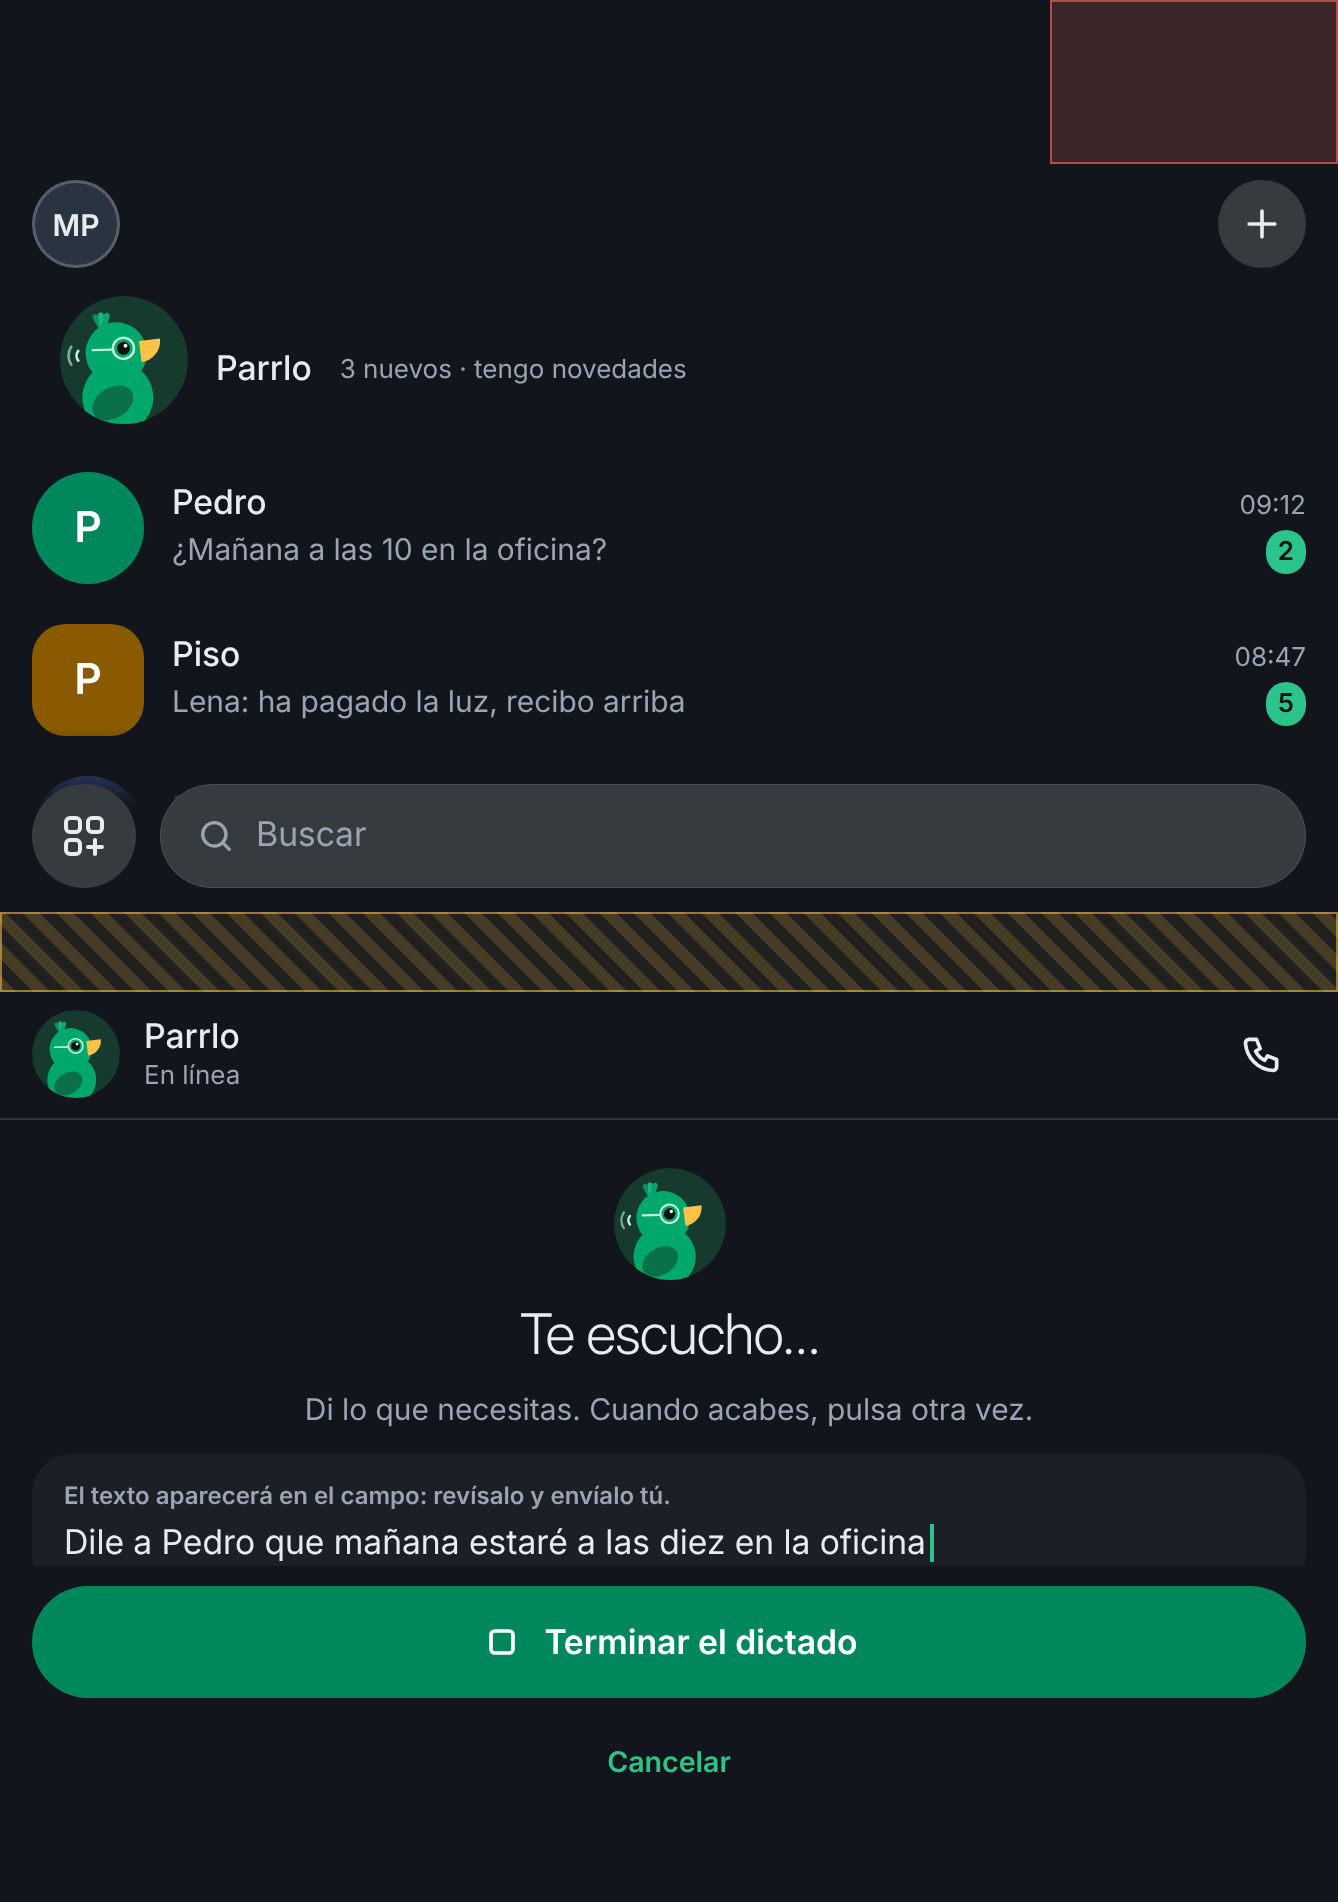 MP
Parrlo 3 nuevos · tengo novedades
P
Pedro
09:12
¿Mañana a las 10 en la oficina?
2
P
Piso
08:47
Lena: ha pagado la luz, recibo arriba
5
Buscar
Parrlo
En línea
Te escucho...
Di lo que necesitas. Cuando acabes, pulsa otra vez.
El texto aparecerá en el campo: revísalo y envíalo tú.
Dile a Pedro que mañana estaré a las diez en la oficina
Terminar el dictado
Cancelar